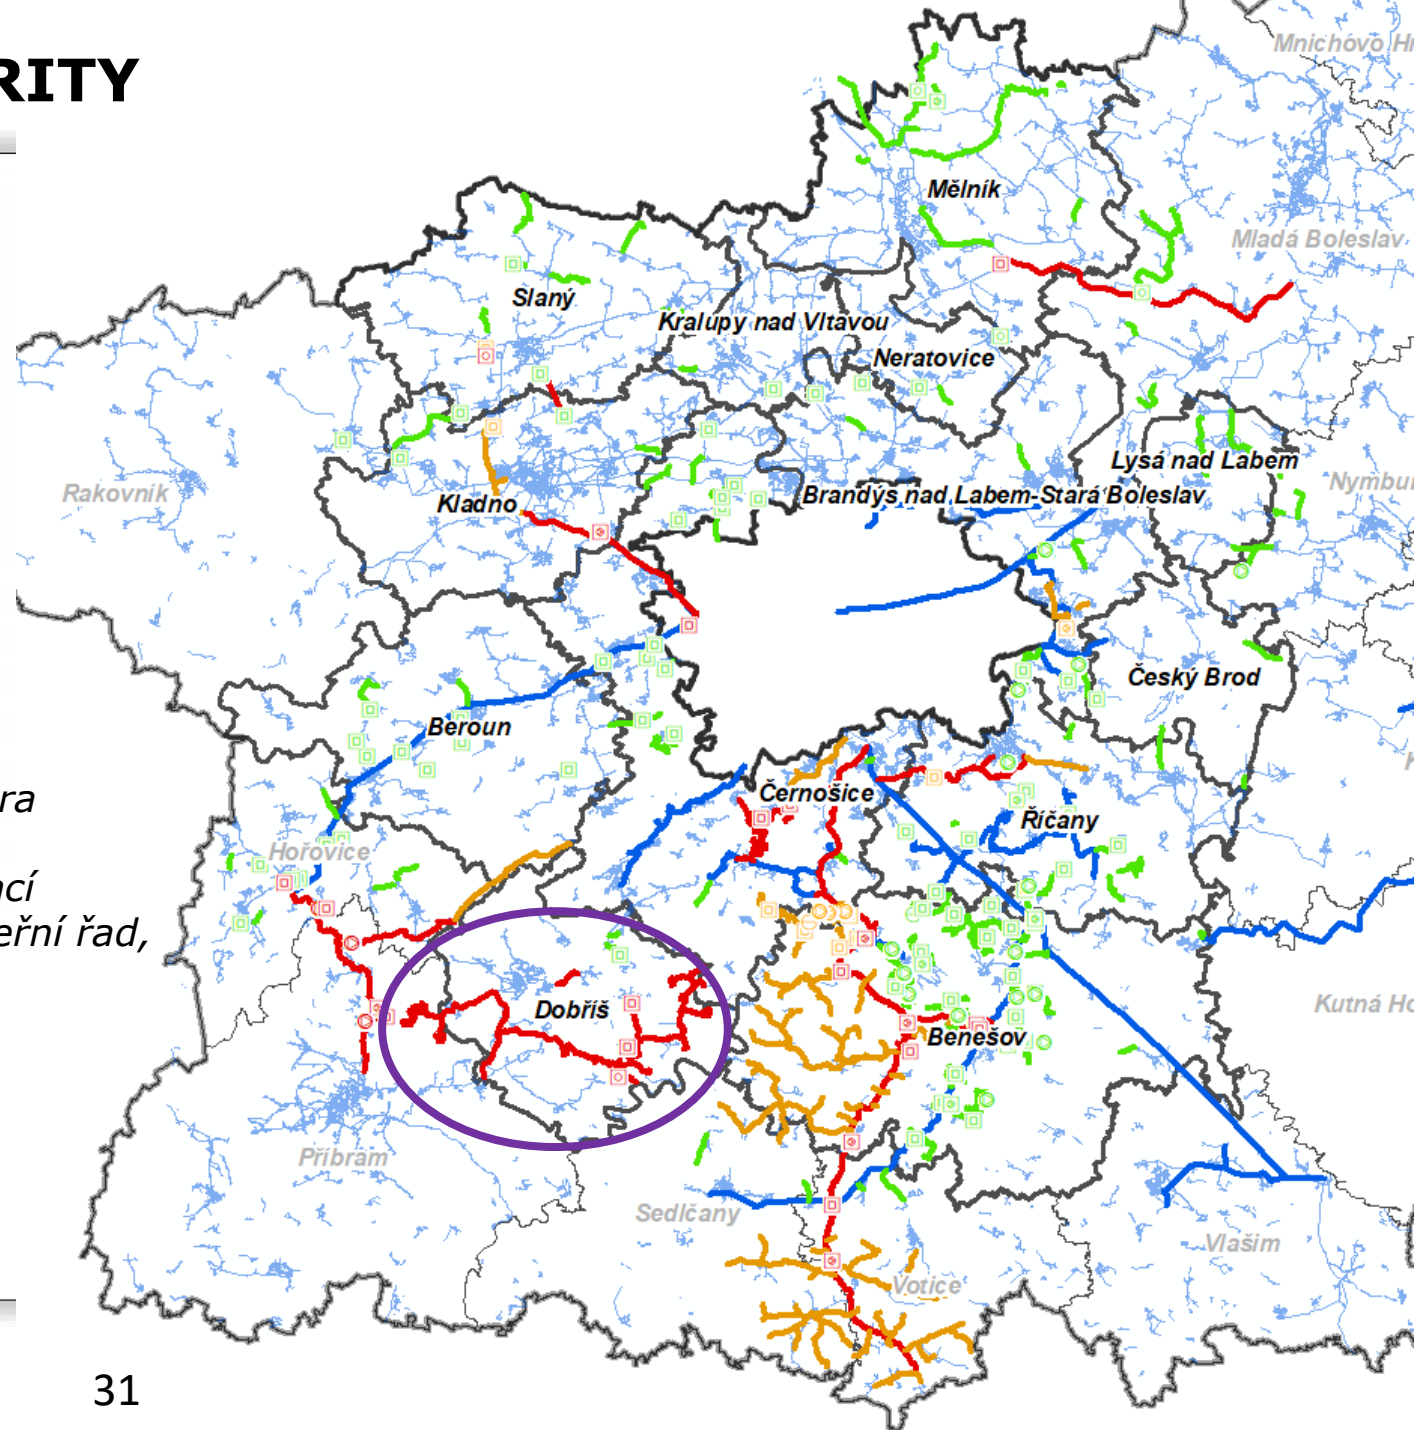 RITY
Mnichovo H
Mělník
Mladá Boleslav
Slaný
Kralupy nad Vltavou
Neratovice
Lysá nad Labem
Rakovník
Nymbur
Kladno
Brandýs nad Labem-Stará Boleslav
Český Brod
Beroun
ra
Černošice
Říčany
Hořovice
ací
eřní řad,
Dobříš
Kutná Ho
Benešov
Příbram
Sedlčany
Vlašim
Votice
31